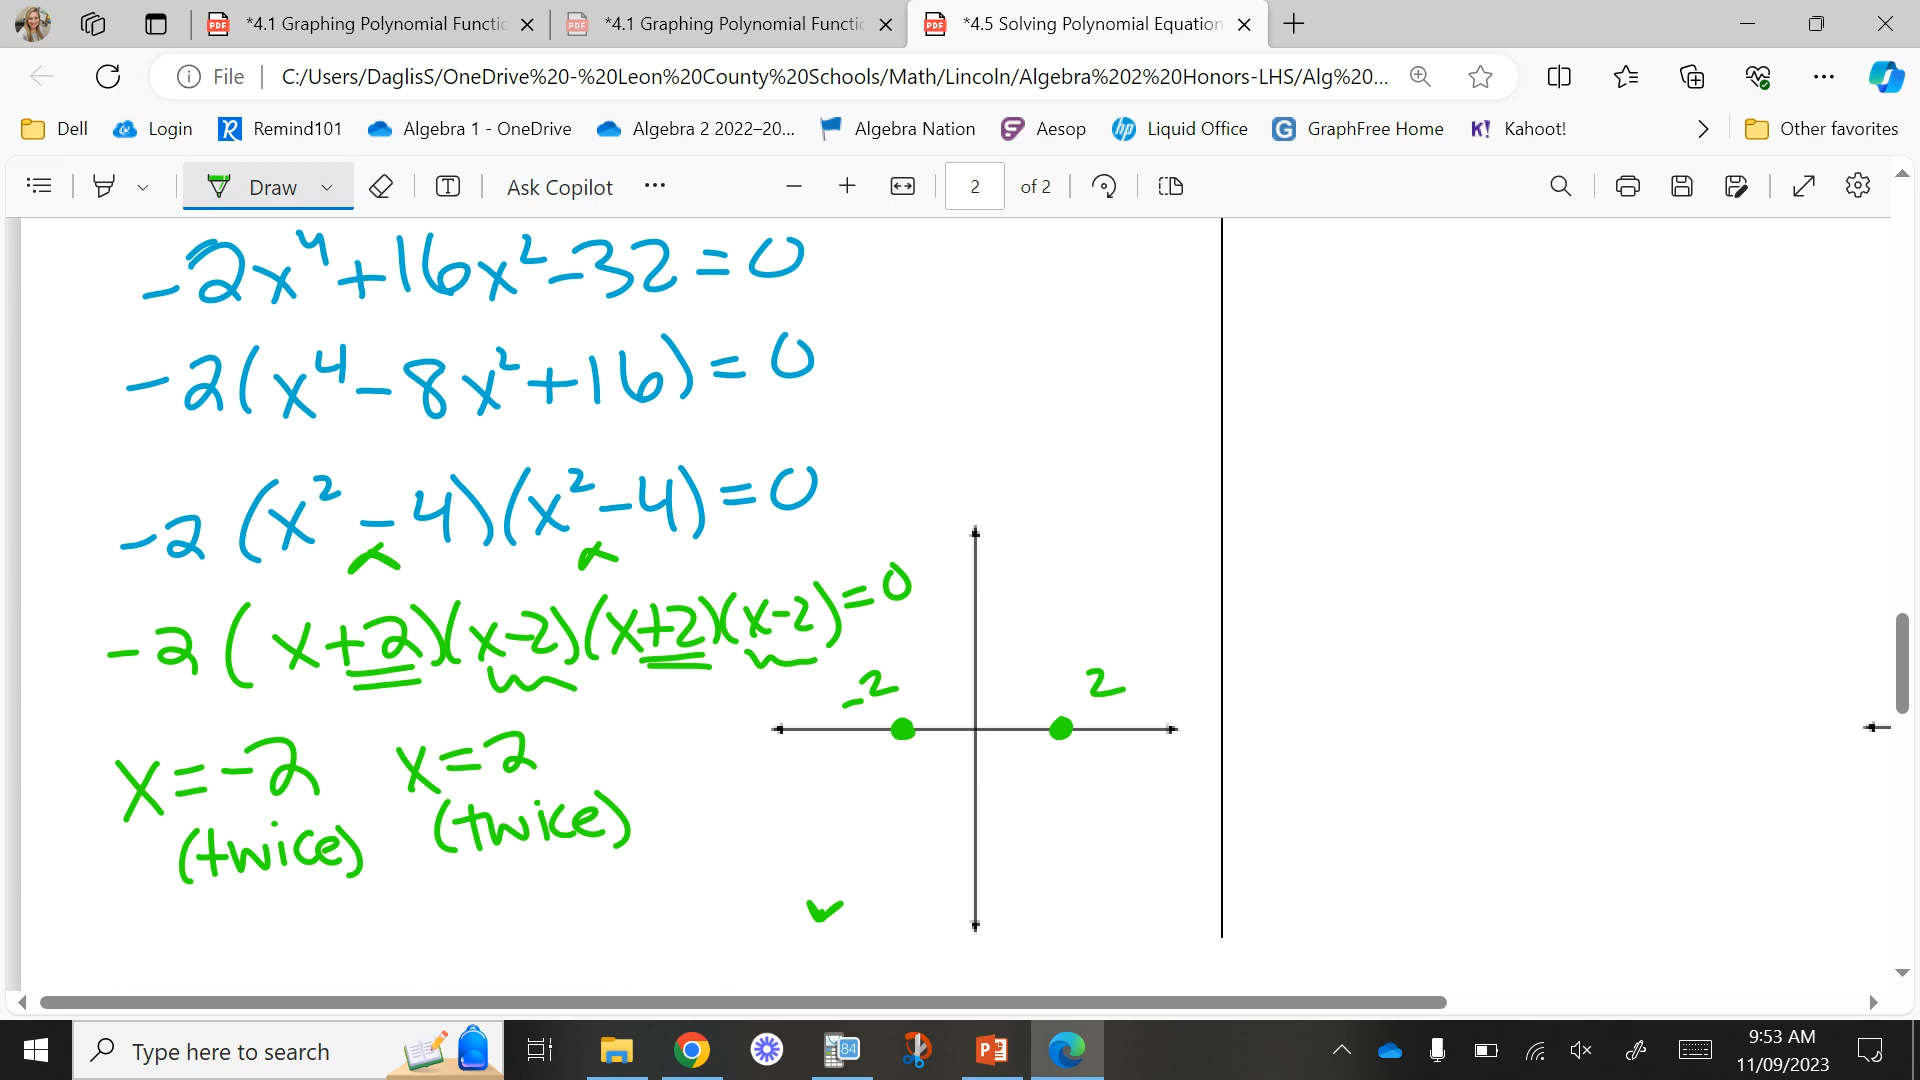 *4.1 Graphing Polynomial Functio
*4.1 Graphing Polynomial Functio
*4.5 Solving Polynomial Equation
File
C:/Users/DaglisS/OneDrive%20-%20Leon%20County%20Schools/Math/Lincoln/Algebra%202%20Honors-LHS/Alg%20...
Dell
Login
Remind101
Algebra 1 - OneDrive
Algebra 2 2022–20...
Algebra Nation
Aesop
Liquid Office
GraphFree Home
Kahoot!
Other favorites
Draw
Ask Copilot
2
of 2
-2x⁴+16x²-32=0
-2(x⁴-8x²+16)=0
-2(x²-4)(x²-4)=0
-2(x+2)(x-2)(x+2)(x-2)=0
-2
2
x=-2 x=2
(twice) (twice)
Type here to search
84
9:53 AM
11/09/2023